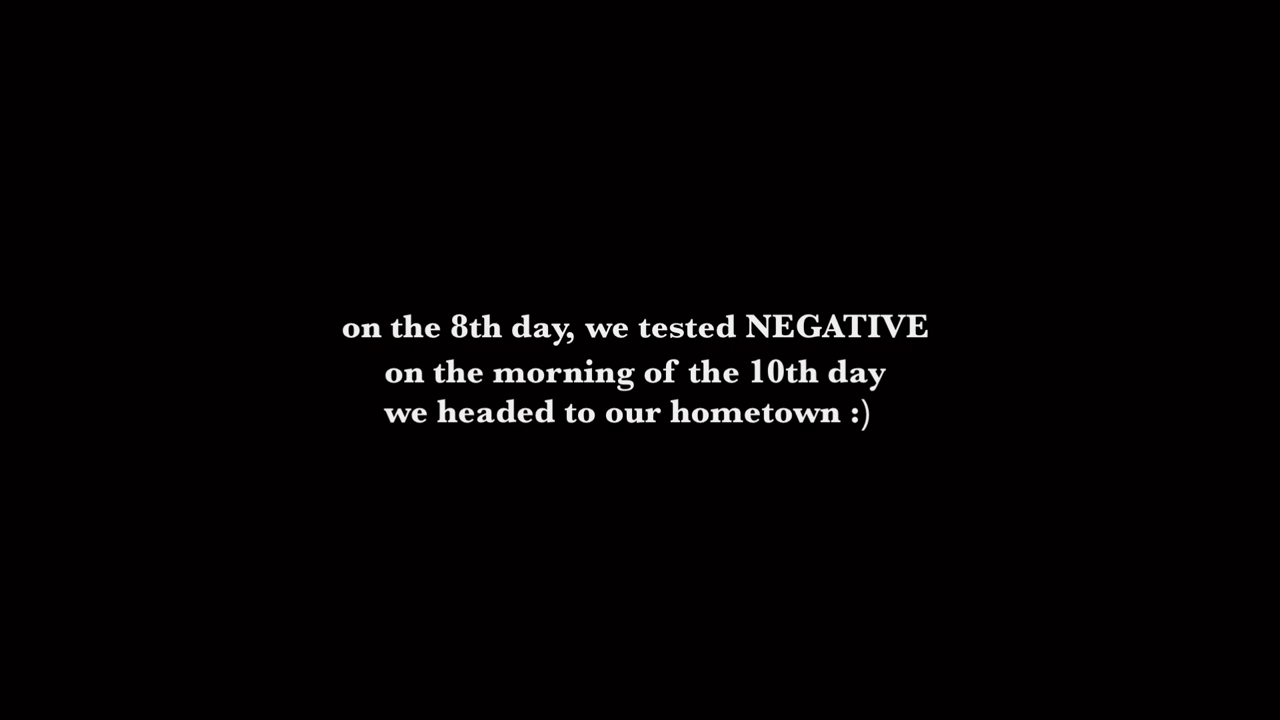 on the 8th day, we tested NEGATIVE
on the morning of the 10th day
we headed to our hometown :)